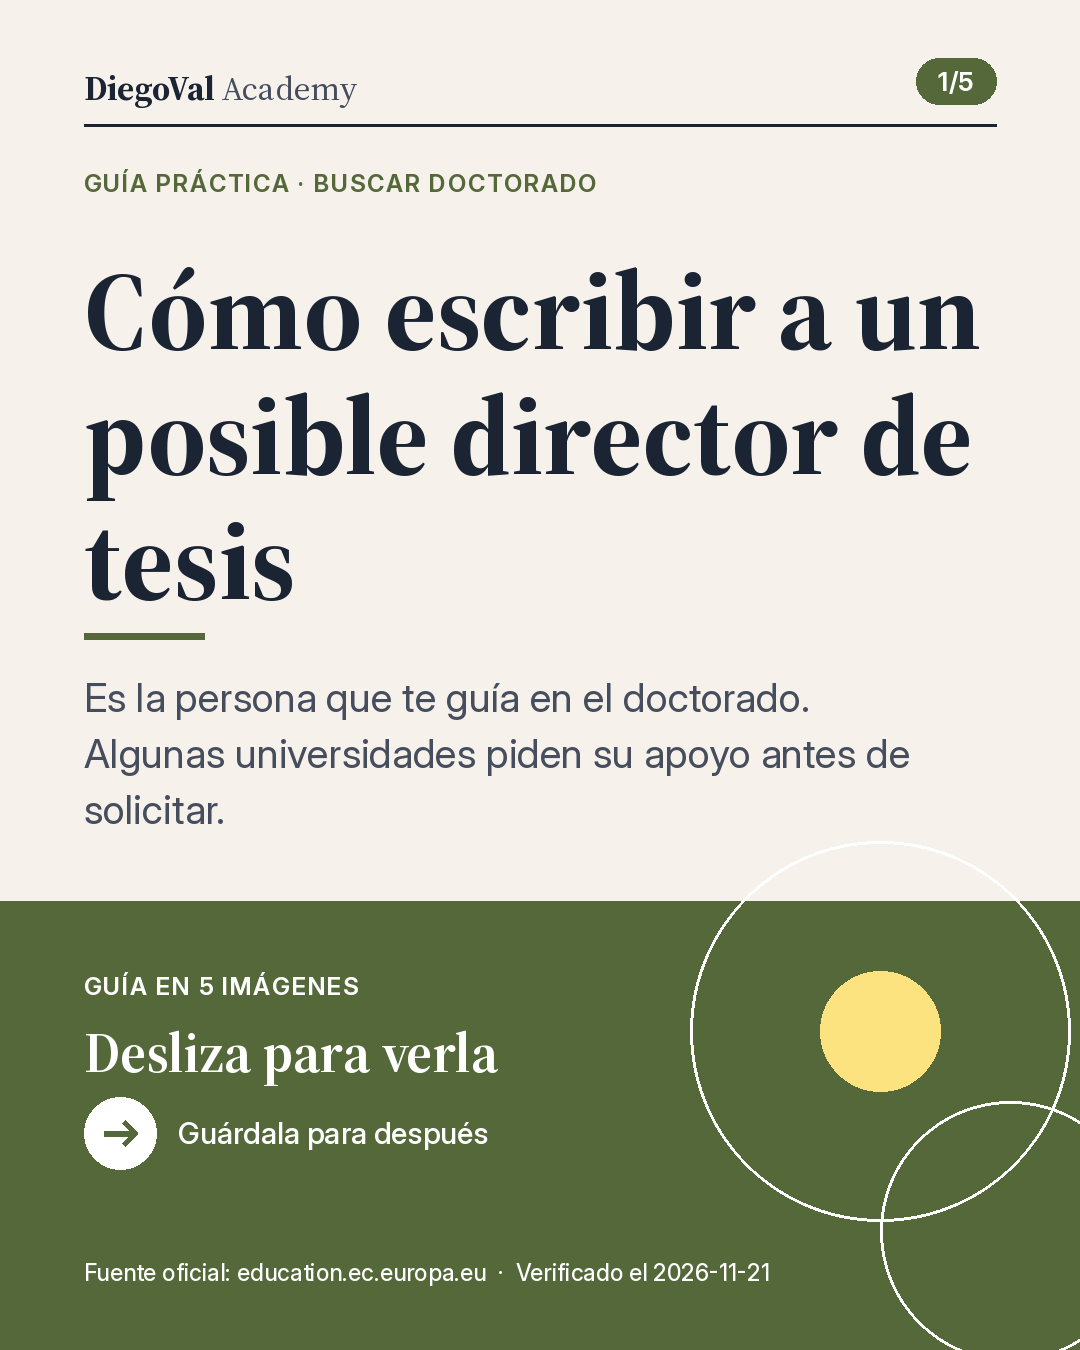 DiegoVal Academy
1/5
GUÍA PRÁCTICA · BUSCAR DOCTORADO
Cómo escribir a un
posible director de
tesis
Es la persona que te guía en el doctorado.
Algunas universidades piden su apoyo antes de
solicitar.
GUÍA EN 5 IMÁGENES
Desliza para verla
Guárdala para después
Fuente oficial: education.ec.europa.eu · Verificado el 2026-11-21